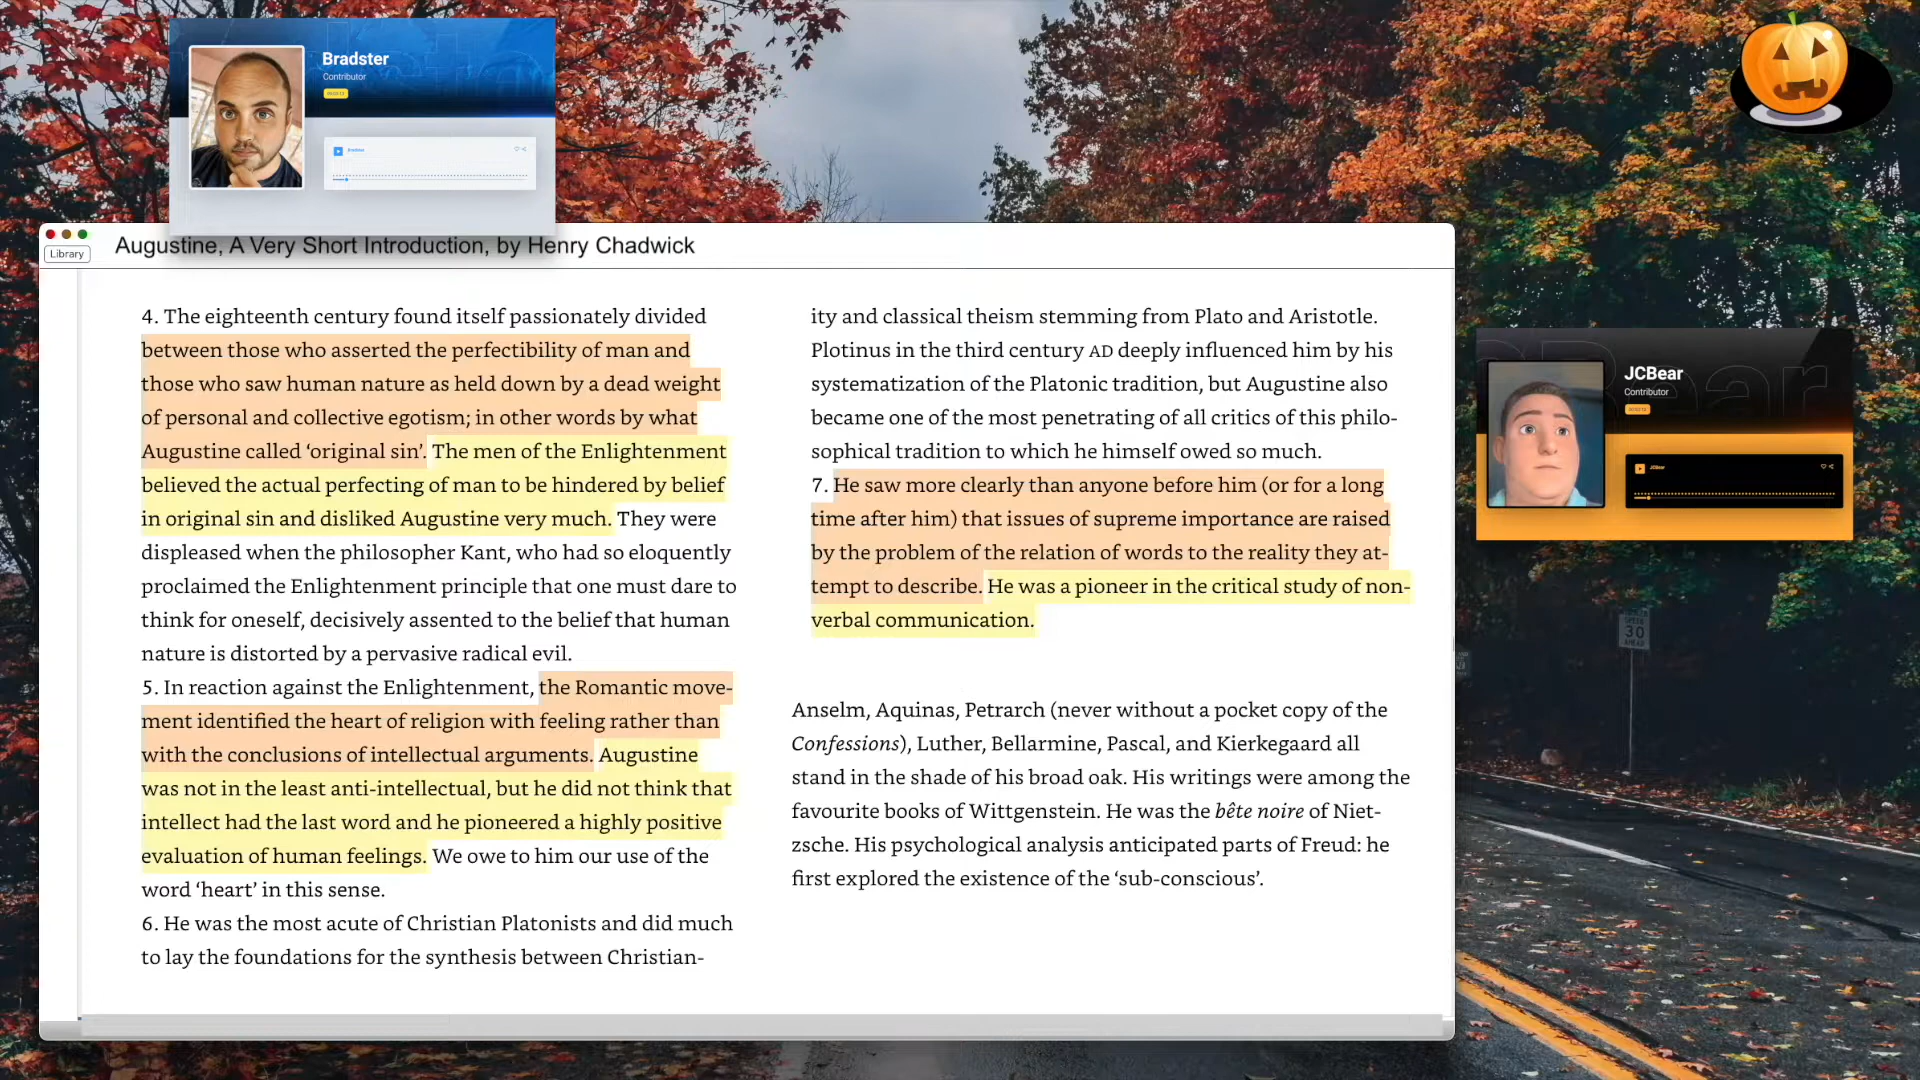 Bradster
Contributor
Bradster
Library
Augustine, A Very Short Introduction, by Henry Chadwick
4. The eighteenth century found itself passionately divided
between those who asserted the perfectibility of man and
those who saw human nature as held down by a dead weight
of personal and collective egotism; in other words by what
Augustine called ‘original sin’. The men of the Enlightenment
believed the actual perfecting of man to be hindered by belief
in original sin and disliked Augustine very much. They were
displeased when the philosopher Kant, who had so eloquently
proclaimed the Enlightenment principle that one must dare to
think for oneself, decisively assented to the belief that human
nature is distorted by a pervasive radical evil.
5. In reaction against the Enlightenment, the Romantic move-
ment identified the heart of religion with feeling rather than
with the conclusions of intellectual arguments. Augustine
was not in the least anti-intellectual, but he did not think that
intellect had the last word and he pioneered a highly positive
evaluation of human feelings. We owe to him our use of the
word ‘heart’ in this sense.
6. He was the most acute of Christian Platonists and did much
to lay the foundations for the synthesis between Christian-
ity and classical theism stemming from Plato and Aristotle.
Plotinus in the third century AD deeply influenced him by his
systematization of the Platonic tradition, but Augustine also
became one of the most penetrating of all critics of this philo-
sophical tradition to which he himself owed so much.
7. He saw more clearly than anyone before him (or for a long
time after him) that issues of supreme importance are raised
by the problem of the relation of words to the reality they at-
tempt to describe. He was a pioneer in the critical study of non-
verbal communication.
Anselm, Aquinas, Petrarch (never without a pocket copy of the
Confessions), Luther, Bellarmine, Pascal, and Kierkegaard all
stand in the shade of his broad oak. His writings were among the
favourite books of Wittgenstein. He was the bête noire of Niet-
zsche. His psychological analysis anticipated parts of Freud: he
first explored the existence of the ‘sub-conscious’.
JCBear
Contributor
JCBear
SPEED
30
AHEAD